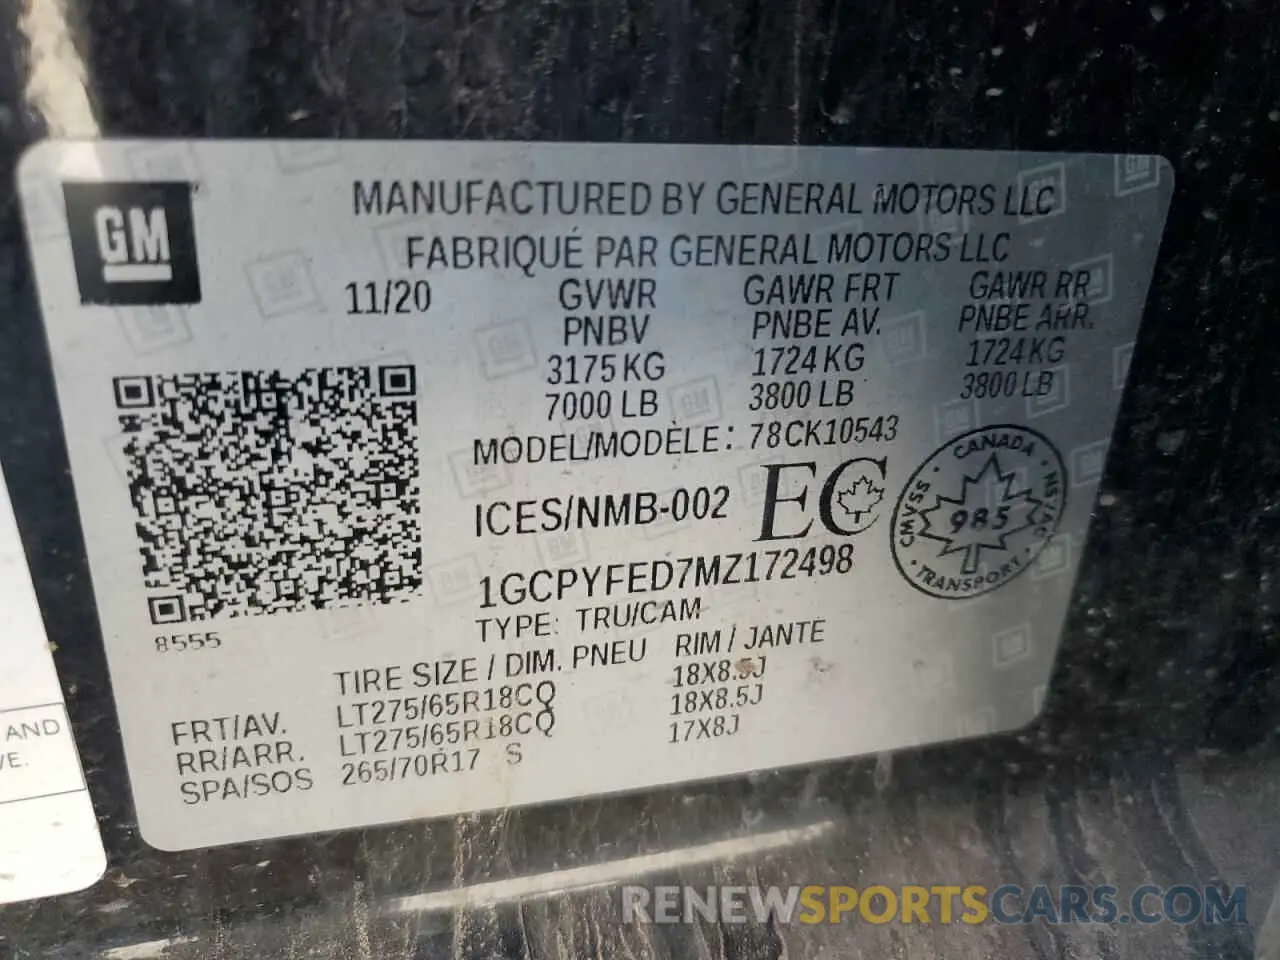 GM
MANUFACTURED BY GENERAL MOTORS LLC
FABRIQUÉ PAR GENERAL MOTORS LLC
11/20 GVWR GAWR FRT GAWR RR
PNBV PNBE AV. PNBE ARR.
3175 KG 1724 KG 1724 KG
7000 LB 3800 LB 3800 LB
MODEL/MODÈLE: 78CK10543
ICES/NMB-002 EC
CANADA
CMVSS 985 NSVAC
TRANSPORT
1GCPYFED7MZ172498
8555 TYPE: TRU/CAM
TIRE SIZE / DIM. PNEU RIM / JANTE
FRT/AV. LT275/65R18CQ 18X8.5J
RR/ARR. LT275/65R18CQ 18X8.5J
SPA/SOS 265/70R17 S 17X8J
AND
VE.
RENEWSPORTSCARS.COM